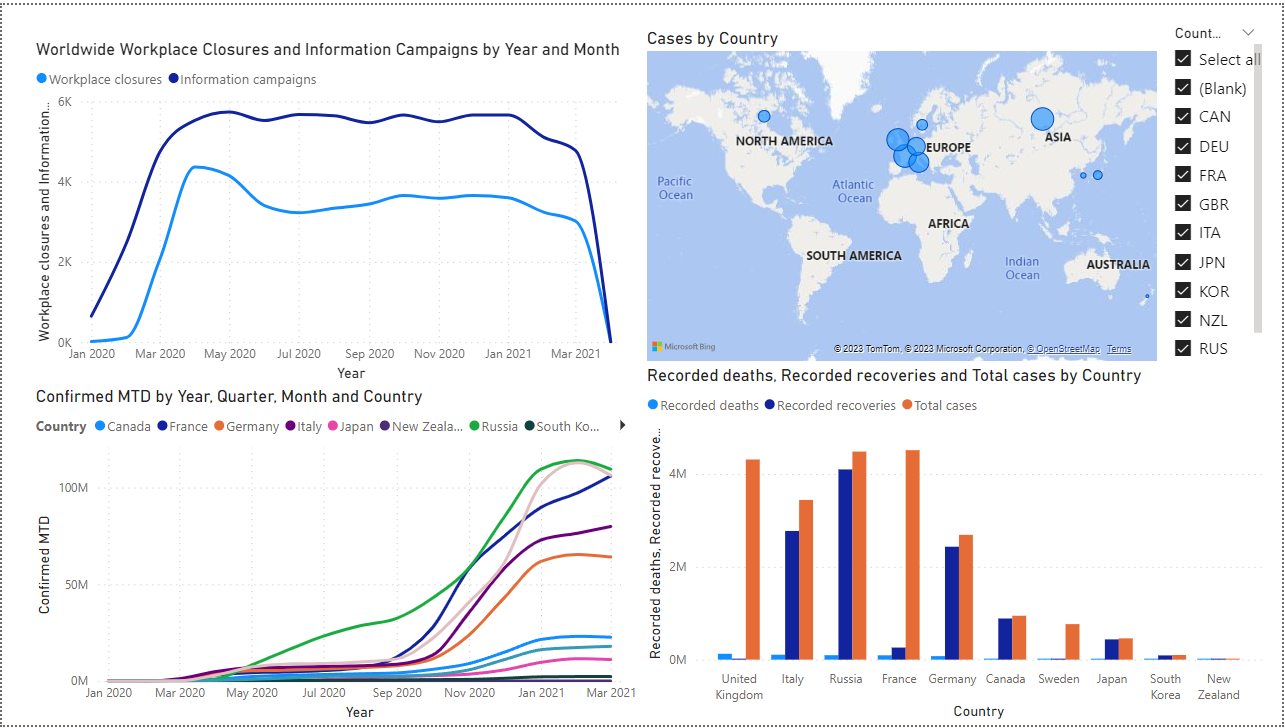 Worldwide Workplace Closures and Information Campaigns by Year and Month
Workplace closures Information campaigns
Workplace closures and Information...
6K
4K
2K
0K
Jan 2020 Mar 2020 May 2020 Jul 2020 Sep 20... Nov 2020 Jan 2021 Mar 2021
Year
Cases by Country
NORTH AMERICA
EUROPE
ASIA
Pacific
Ocean
Atlantic
Ocean
AFRICA
SOUTH AMERICA
Indian
Ocean
AUSTRALIA
Microsoft Bing
© 2023 TomTom, © 2023 Microsoft Corporation, © OpenStreetMap Terms
Count...
Select all
(Blank)
CAN
DEU
FRA
GBR
ITA
JPN
KOR
NZL
RUS
Confirmed MTD by Year, Quarter, Month and Country
Country Canada France Germany Italy Japan New Zeala... Russia South Ko...
Confirmed MTD
100M
50M
0M
Jan 2020 Mar 2020 May 2020 Jul 2020 Sep 2020 Nov 2020 Jan 2021 Mar 2021
Year
Recorded deaths, Recorded recoveries and Total cases by Country
Recorded deaths Recorded recoveries Total cases
Recorded deaths, Recorded recove...
4M
2M
0M
United Kingdom
Italy
Russia
France
Germany
Canada
Sweden
Japan
South Korea
New Zealand
Country